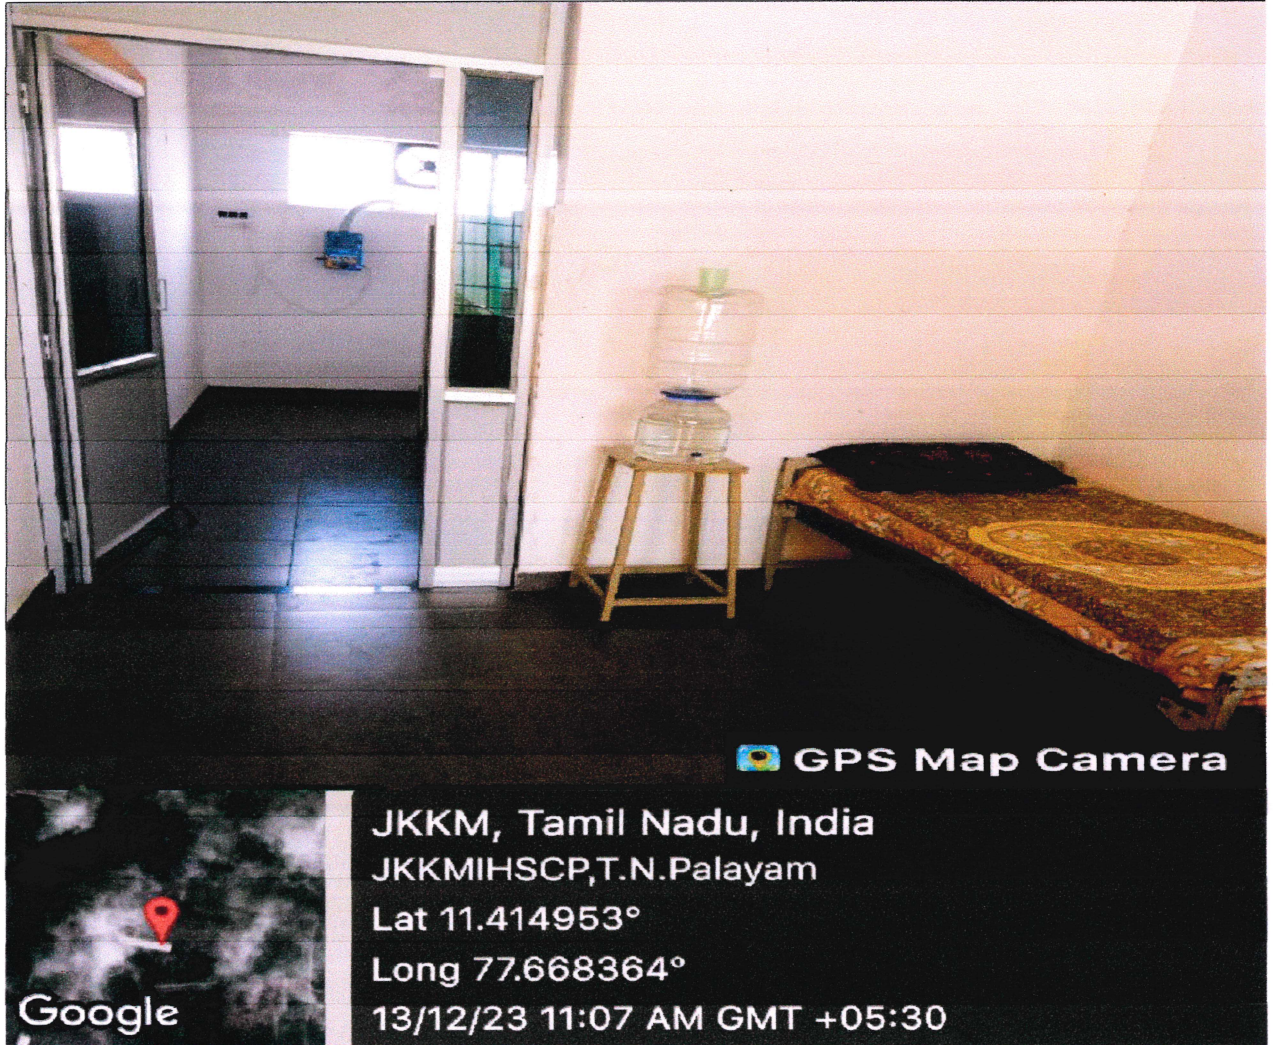 GPS Map Camera
JKKM, Tamil Nadu, India
JKKMIHSCP,T.N.Palayam
Lat 11.414953°
Long 77.668364°
13/12/23 11:07 AM GMT +05:30
Google